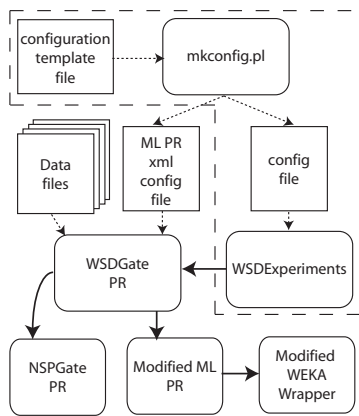 configuration
template
file
mkconfig.pl
Data
files
ML PR
xml
config
file
config
file
WSDGate
PR
WSDExperiments
NSPGate
PR
Modified ML
PR
Modified
WEKA
Wrapper